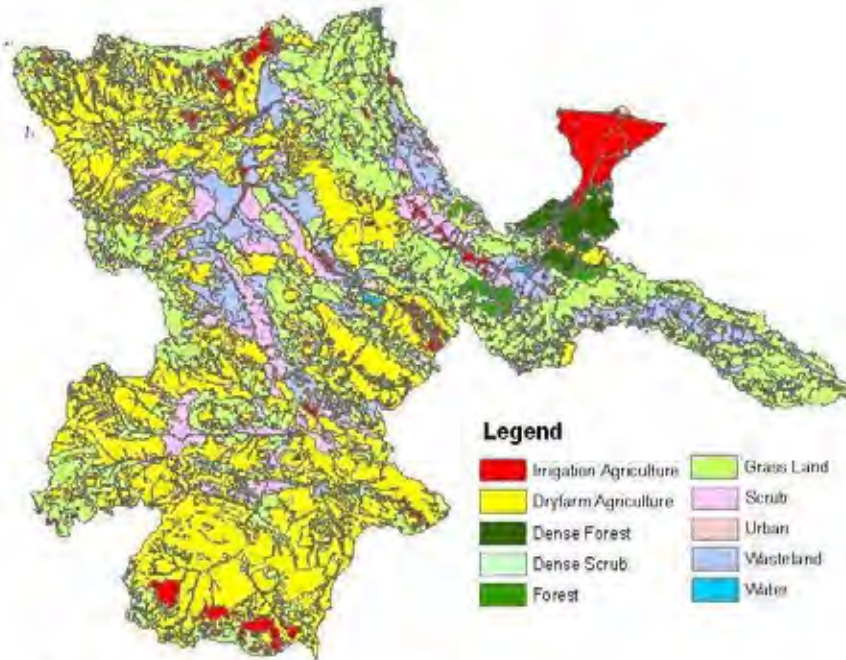 Legend
Irrigation Agriculture
Dryfarm Agriculture
Dense Forest
Dense Scrub
Forest
Grass Land
Scrub
Urban
Wasteland
Water